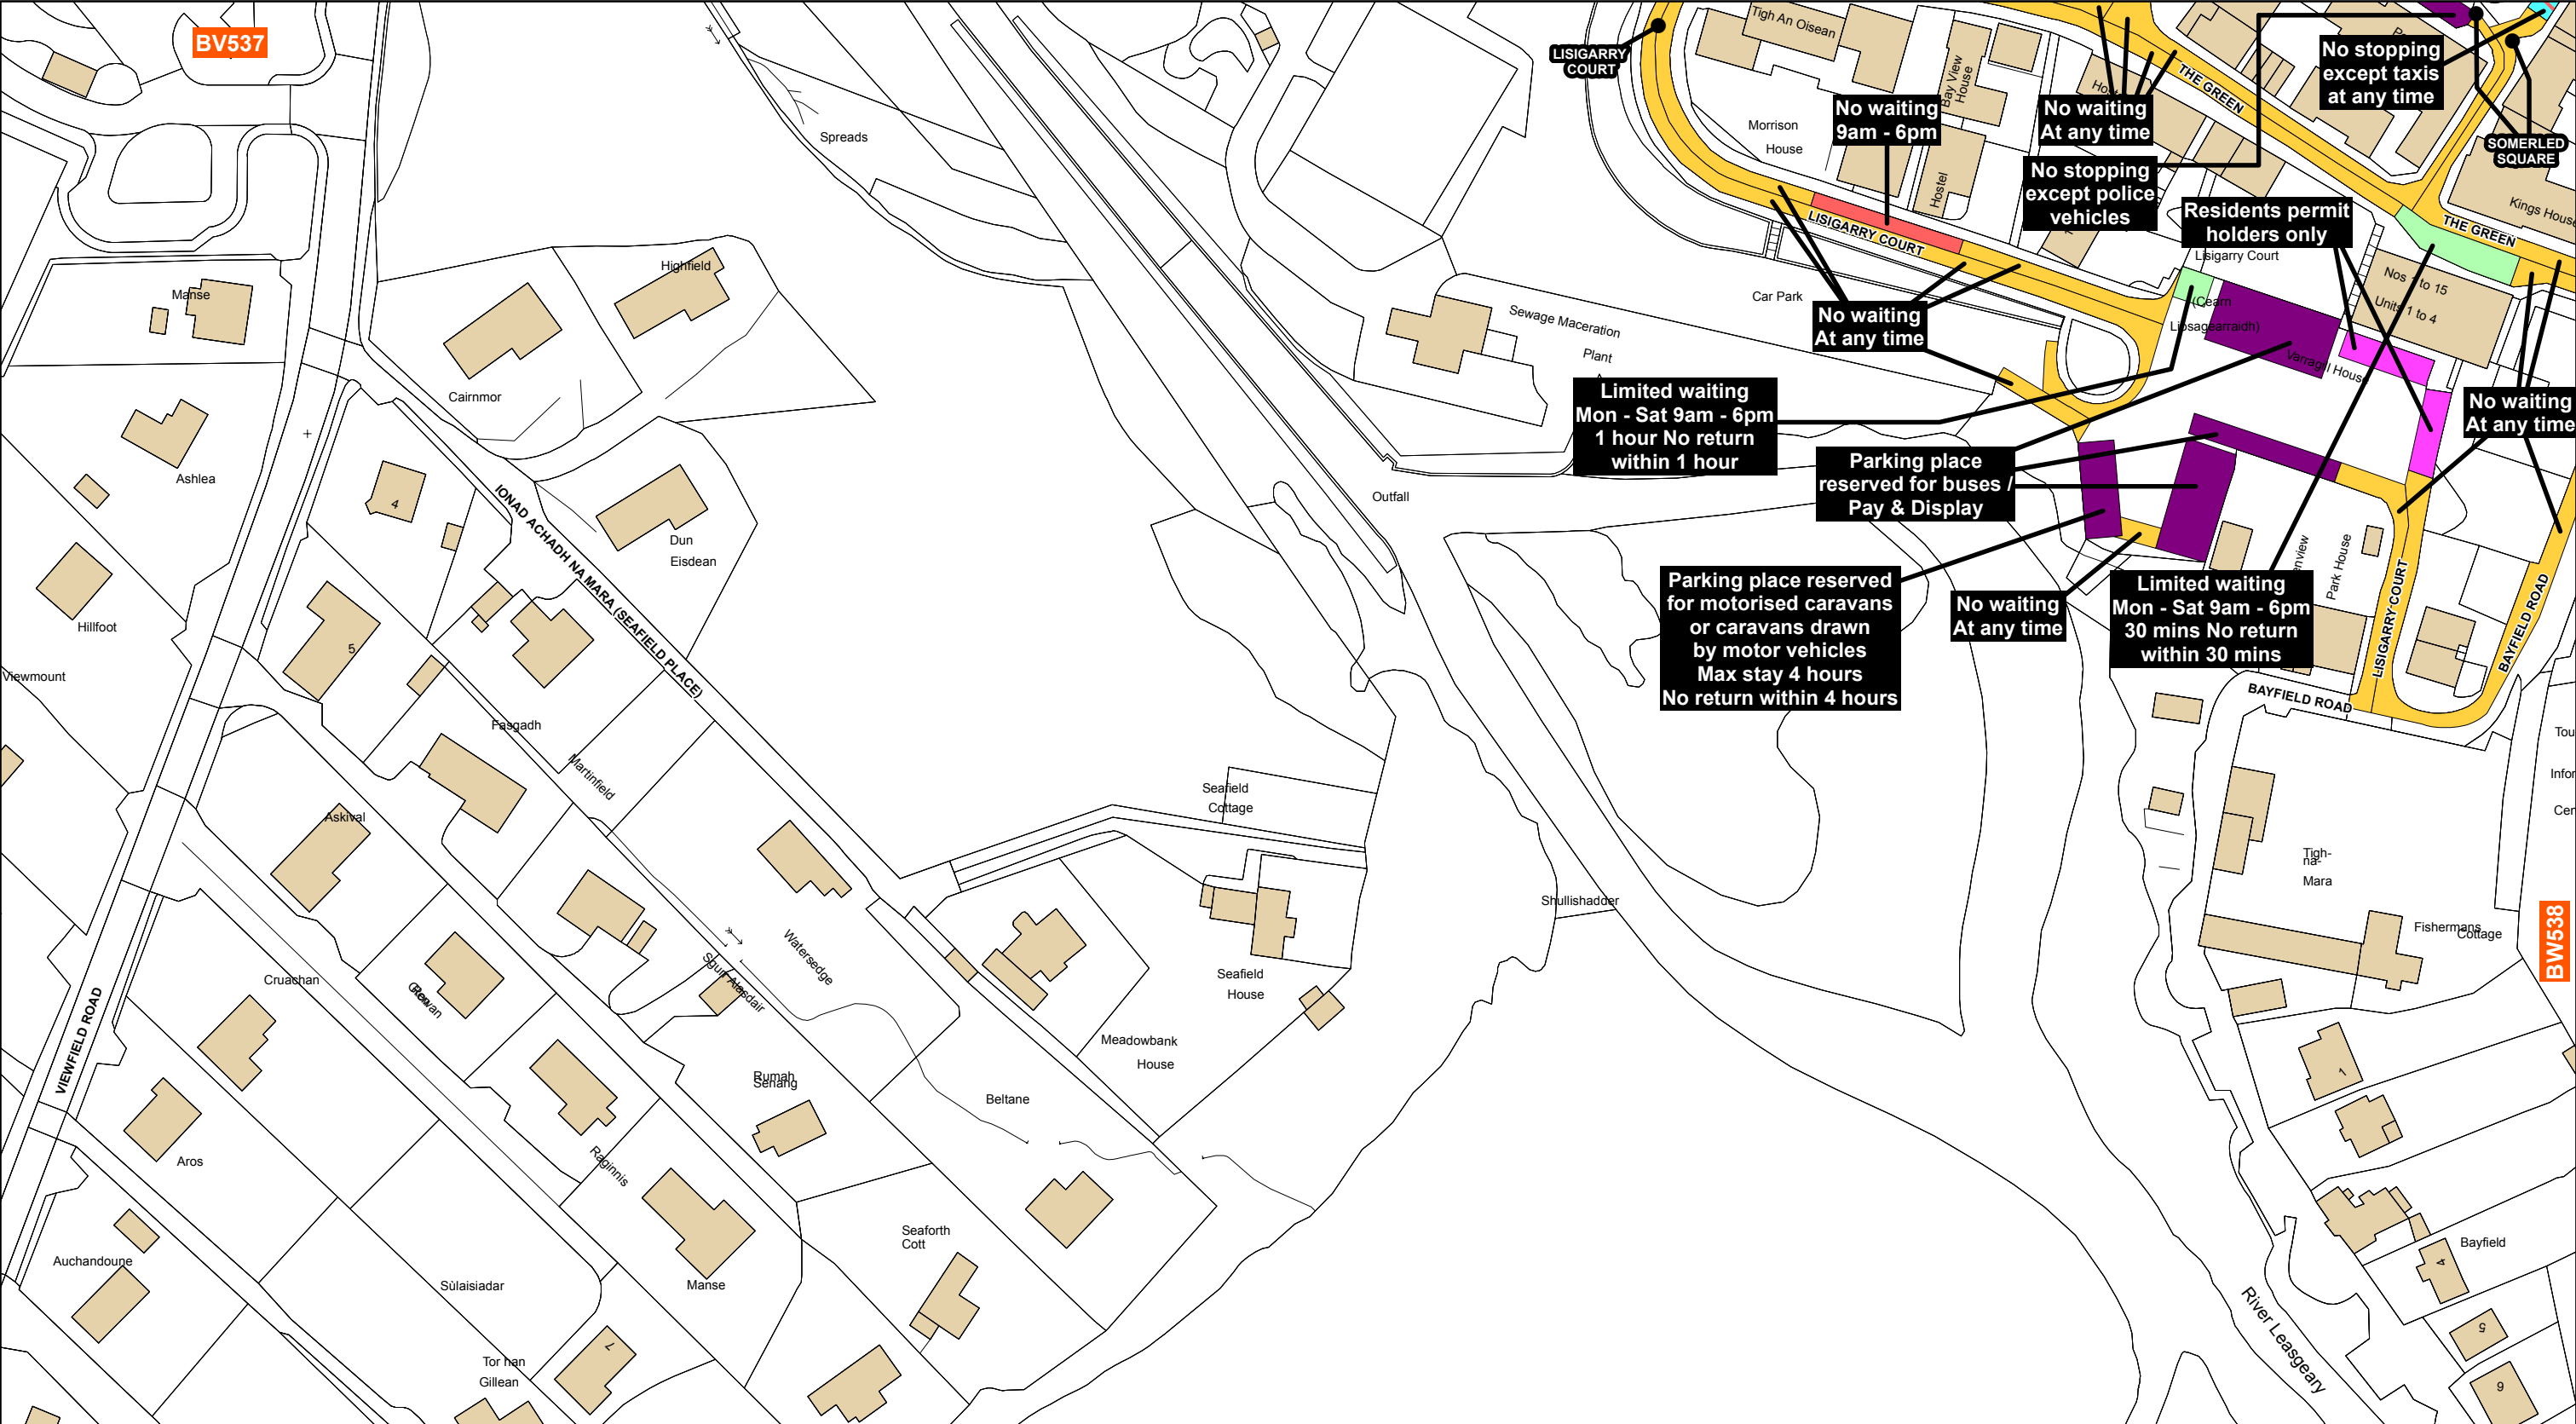 BV537
LISIGARRY
COURT
Tigh An Oisean
Bay View
House
No waiting
9am - 6pm
No waiting
At any time
THE GREEN
No stopping
except taxis
at any time
SOMERLED
SQUARE
Spreads
Morrison
House
Hostel
No stopping
except police
vehicles
Residents permit
holders only
Kings House
THE GREEN
LISIGARRY COURT
Lisigarry Court
(Cearn
Liosagearraidh)
Nos 1 to 15
Units 1 to 4
Varragill House
Highfield
Manse
Cairnmor
Car Park
Sewage Maceration
Plant
No waiting
At any time
Limited waiting
Mon - Sat 9am - 6pm
1 hour No return
within 1 hour
No waiting
At any time
Parking place
reserved for buses /
Pay & Display
Ashlea
4
IONAD ACHADH NA MARA (SEAFIELD PLACE)
Dun
Eisdean
Outfall
Hillfoot
5
Viewmount
Parking place reserved
for motorised caravans
or caravans drawn
by motor vehicles
Max stay 4 hours
No return within 4 hours
No waiting
At any time
Limited waiting
Mon - Sat 9am - 6pm
30 mins No return
within 30 mins
Park House
LISIGARRY COURT
BAYFIELD ROAD
BAYFIELD ROAD
Fasgadh
Martinfield
Askival
Seafield
Cottage
Shullishadder
Tigh-
na-
Mara
Fishermans
Cottage
BW538
Cruachan
Rowan
Sgurr Alasdair
Watersedge
Seafield
House
Meadowbank
House
VIEWFIELD ROAD
Rumah
Senang
Beltane
Aros
Raginnis
1
Auchandoune
Sùlaisiadar
Manse
Seaforth
Cott
Bayfield
4
River Leasgeary
5
6
Tor han
Gillean
7